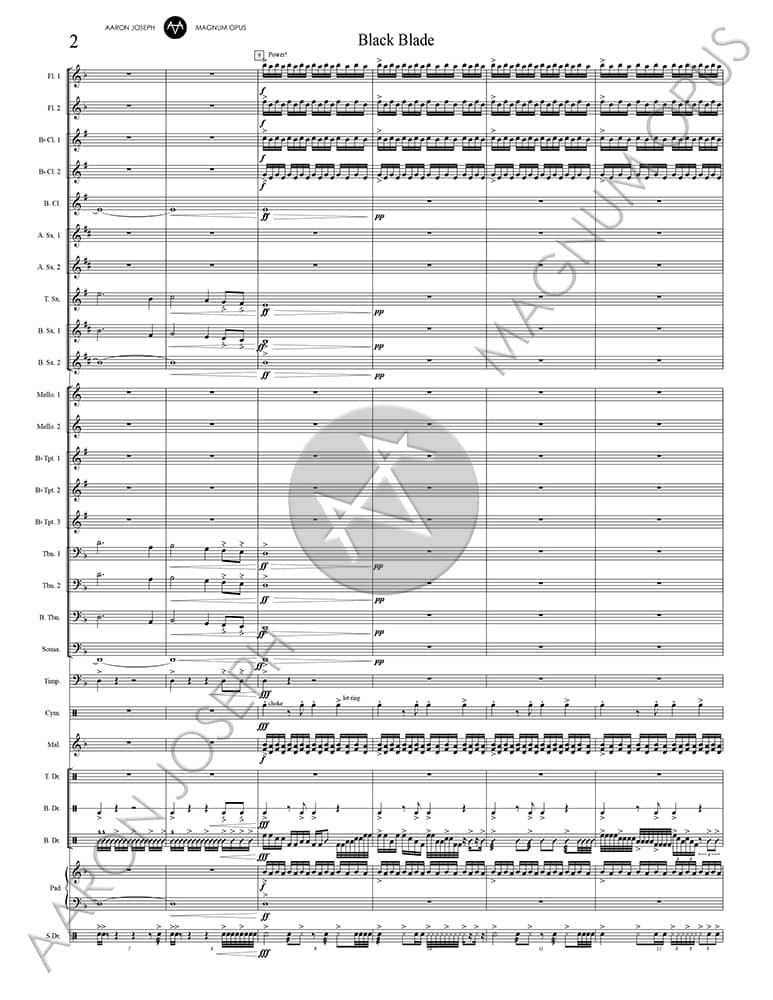 2
AARON JOSEPH MAGNUM OPUS
Black Blade
9 Power!
Fl. 1
f
Fl. 2
f
B♭ Cl. 1
f
B♭ Cl. 2
f
B. Cl.
ff pp
A. Sx. 1
A. Sx. 2
T. Sx.
ff pp
B. Sx. 1
ff pp
B. Sx. 2
ff pp
Mello. 1
Mello. 2
B♭ Tpt. 1
B♭ Tpt. 2
B♭ Tpt. 3
Tbn. 1
ff pp
Tbn. 2
ff pp
B. Tbn.
ff pp
Sousa.
ff pp
Timp.
fff
choke let ring
Cym.
fff
Mal.
T. Dr.
B. Dr.
fff
B. Dr.
fff
Pad
f
ff
S.Dr.
7 8 9 10 11 12
AARON JOSEPH MAGNUM OPUS